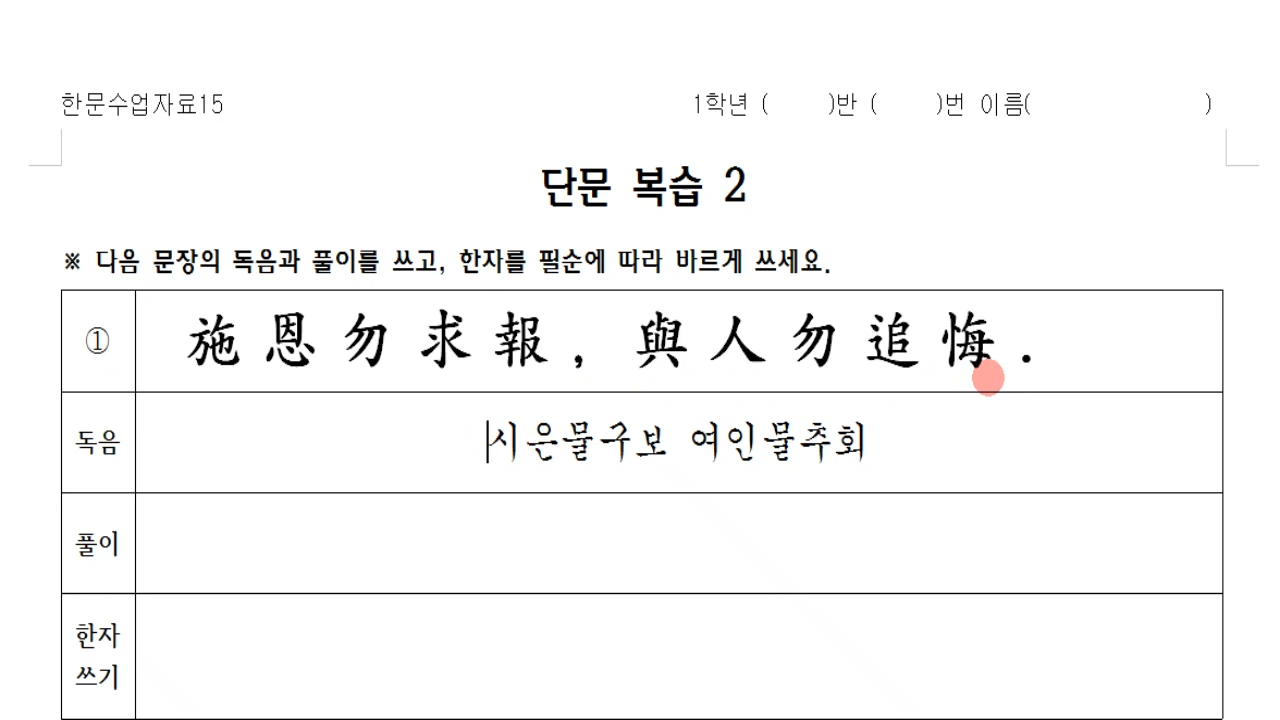 한문수업자료15 1학년 ( )반 ( )번 이름( )
단문 복습 2
※ 다음 문장의 독음과 풀이를 쓰고, 한자를 필순에 따라 바르게 쓰세요.
① 施恩勿求報, 與人勿追悔.
독음 시은물구보 여인물추회
풀이
한자
쓰기